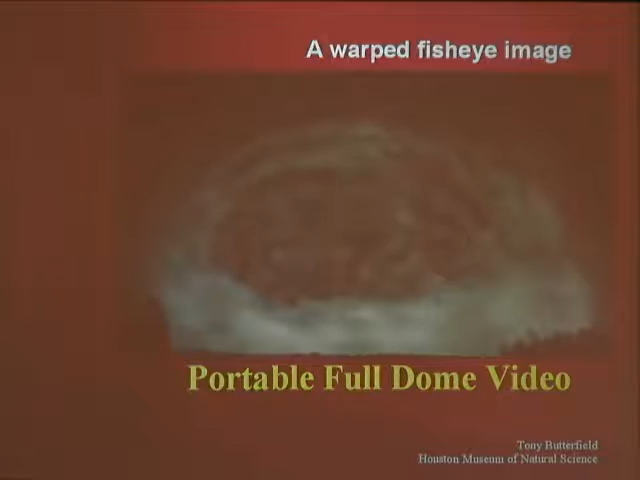 A warped fisheye image
Portable Full Dome Video
Tony Butterfield
Houston Museum of Natural Science